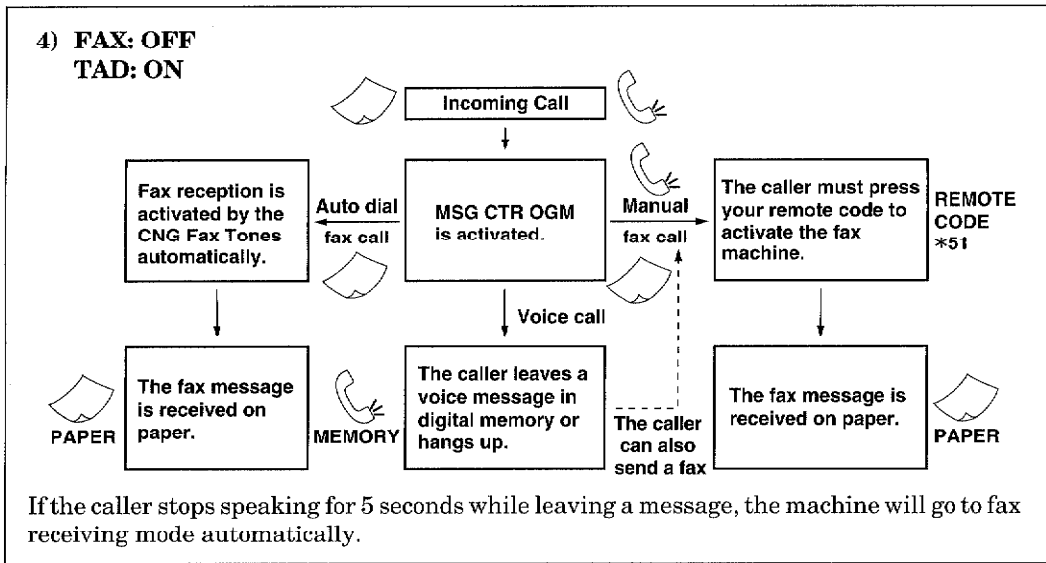 4) FAX: OFF
TAD: ON
Incoming Call
Fax reception is
activated by the
CNG Fax Tones
automatically.
Auto dial
fax call
MSG CTR OGM
is activated.
Manual
fax call
The caller must press
your remote code to
activate the fax
machine.
REMOTE
CODE
*51
Voice call
PAPER
The fax message
is received on
paper.
MEMORY
The caller leaves a
voice message in
digital memory or
hangs up.
The caller
can also
send a fax
The fax message is
received on paper.
PAPER
If the caller stops speaking for 5 seconds while leaving a message, the machine will go to fax
receiving mode automatically.